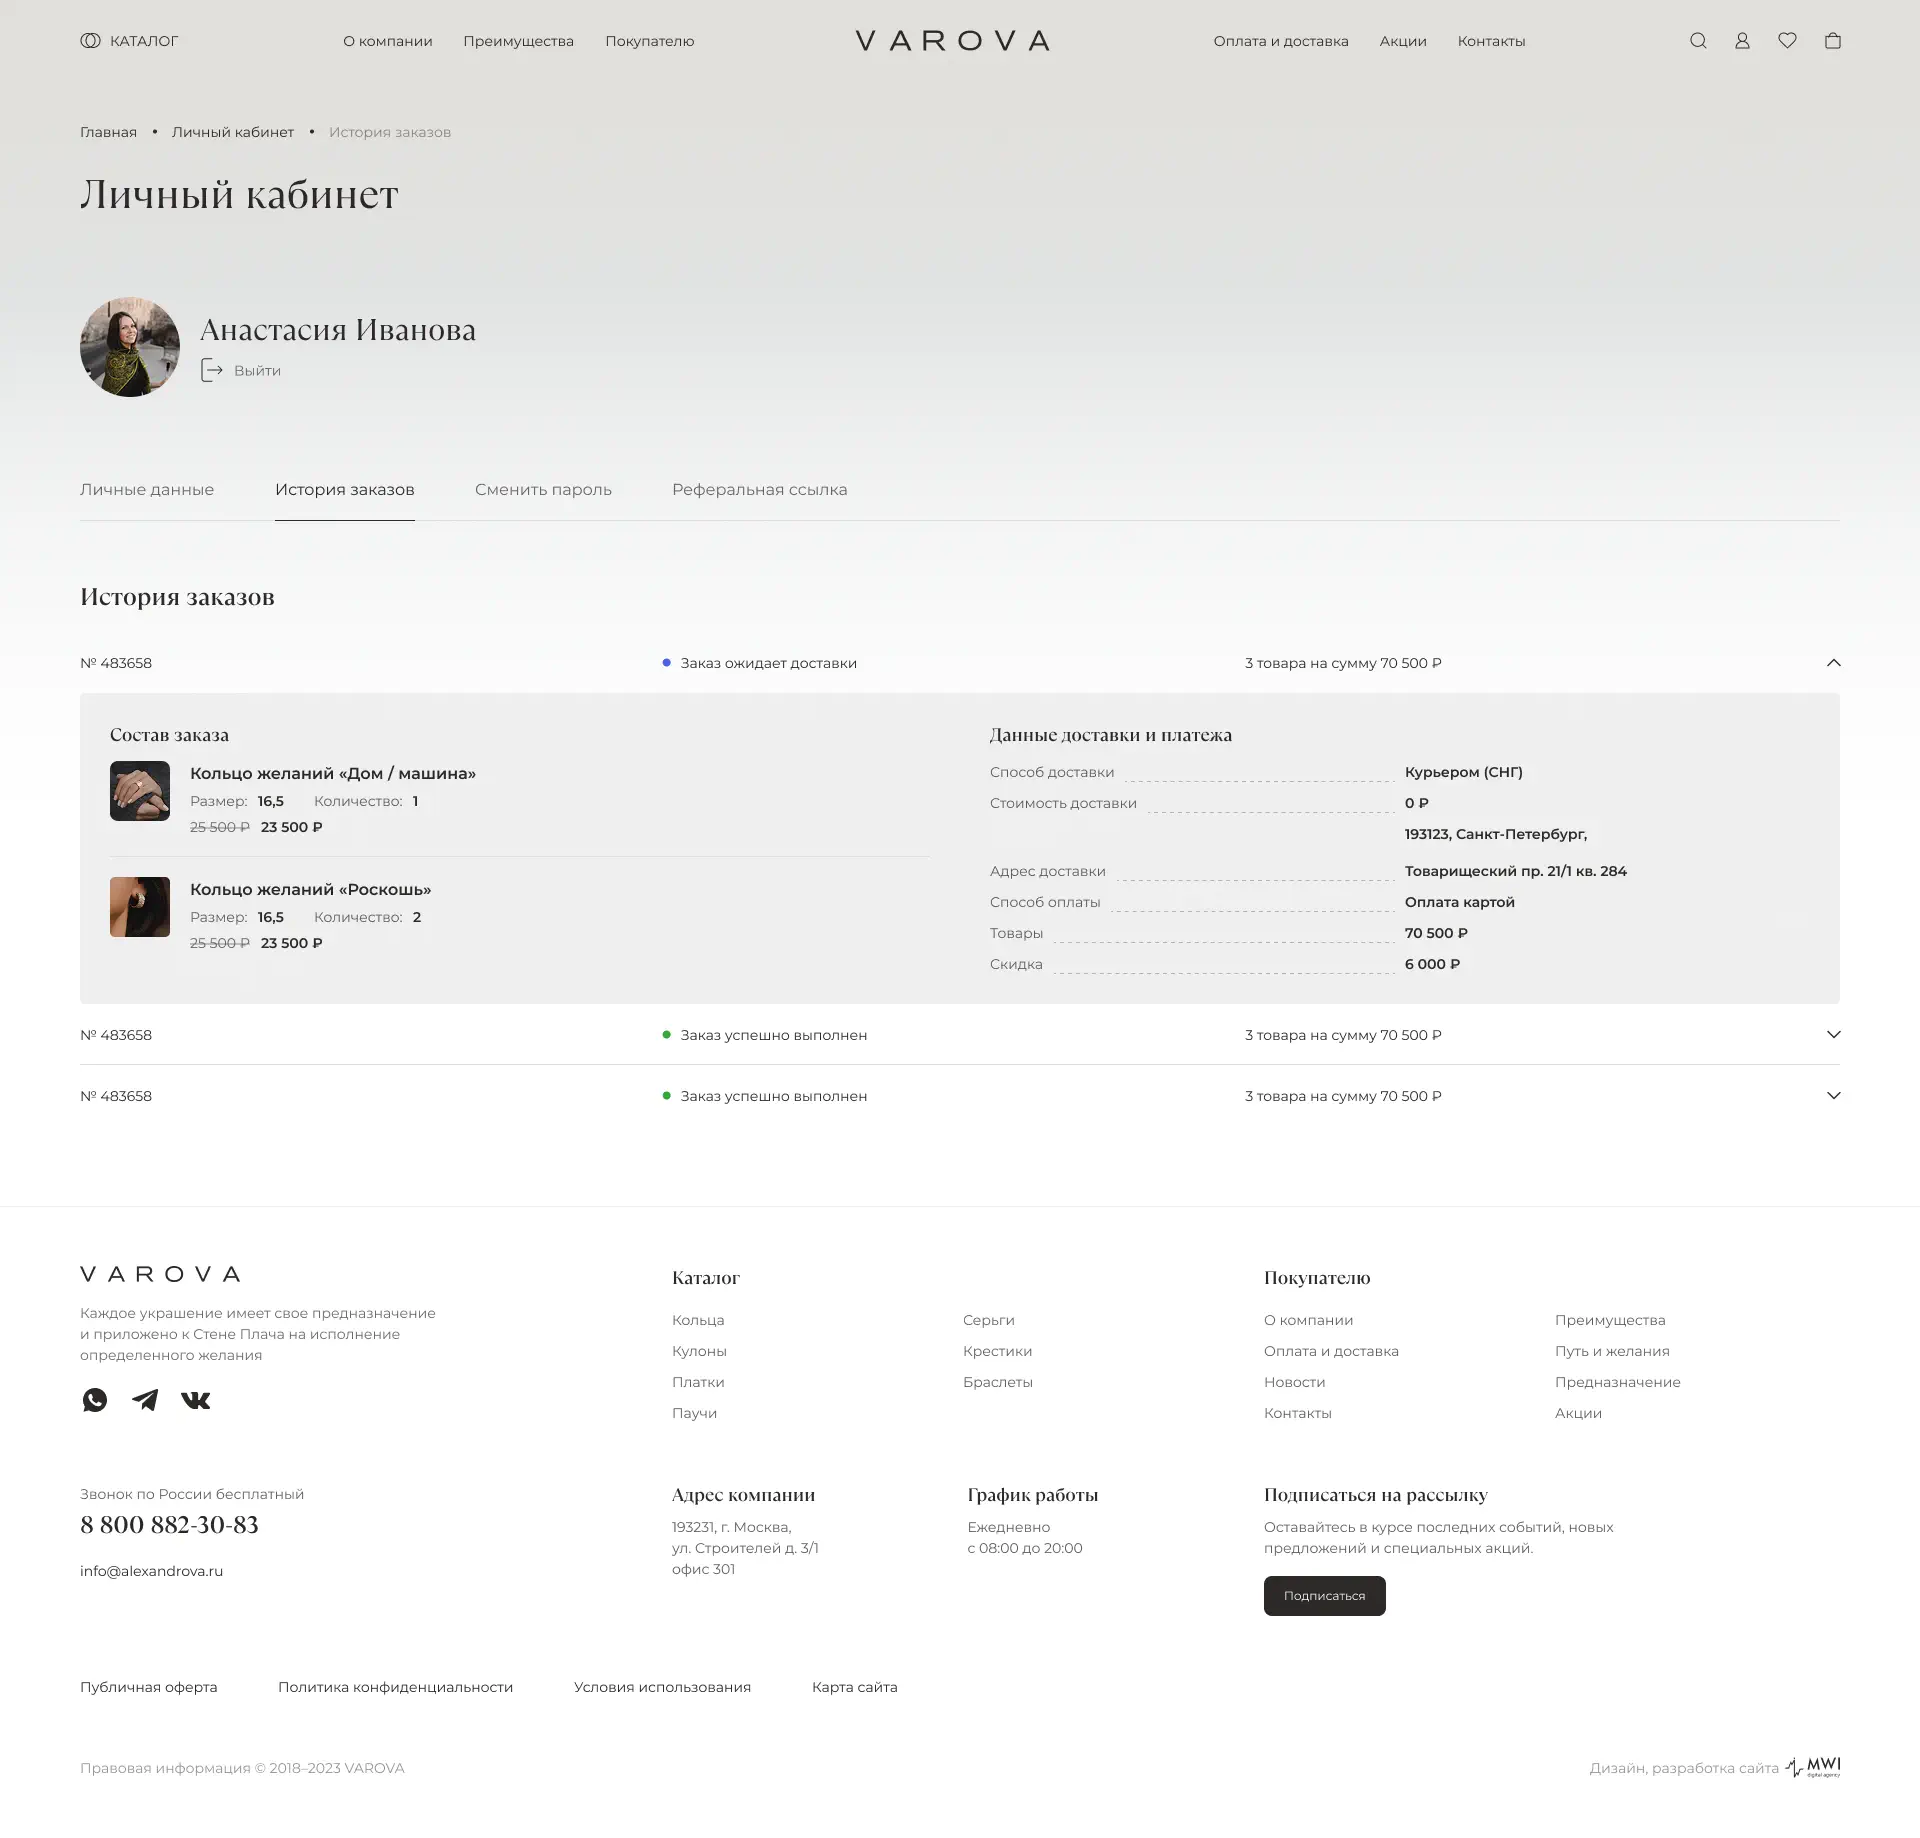 КАТАЛОГ
О компании
Преимущества
Покупателю
VAROVA
Оплата и доставка
Акции
Контакты
Главная • Личный кабинет • История заказов
Личный кабинет
Анастасия Иванова
Выйти
Личные данные
История заказов
Сменить пароль
Реферальная ссылка
История заказов
№ 483658
Заказ ожидает доставки
3 товара на сумму 70 500 ₽
Состав заказа
Кольцо желаний «Дом / машина»
Размер: 16,5 Количество: 1
25 500 ₽ 23 500 ₽
Кольцо желаний «Роскошь»
Размер: 16,5 Количество: 2
25 500 ₽ 23 500 ₽
Данные доставки и платежа
Способ доставки Курьером (СНГ)
Стоимость доставки 0 ₽
193123, Санкт-Петербург,
Адрес доставки Товарищеский пр. 21/1 кв. 284
Способ оплаты Оплата картой
Товары 70 500 ₽
Скидка 6 000 ₽
№ 483658
Заказ успешно выполнен
3 товара на сумму 70 500 ₽
№ 483658
Заказ успешно выполнен
3 товара на сумму 70 500 ₽
VAROVA
Каждое украшение имеет свое предназначение
и приложено к Стене Плача на исполнение
определенного желания
Каталог
Кольца
Кулоны
Платки
Паучи
Серьги
Крестики
Браслеты
Покупателю
О компании
Оплата и доставка
Новости
Контакты
Преимущества
Путь и желания
Предназначение
Акции
Звонок по России бесплатный
8 800 882-30-83
info@alexandrova.ru
Адрес компании
193231, г. Москва,
ул. Строителей д. 3/1
офис 301
График работы
Ежедневно
с 08:00 до 20:00
Подписаться на рассылку
Оставайтесь в курсе последних событий, новых
предложений и специальных акций.
Подписаться
Публичная оферта
Политика конфиденциальности
Условия использования
Карта сайта
Правовая информация © 2018–2023 VAROVA
Дизайн, разработка сайта
MWI
digital agency